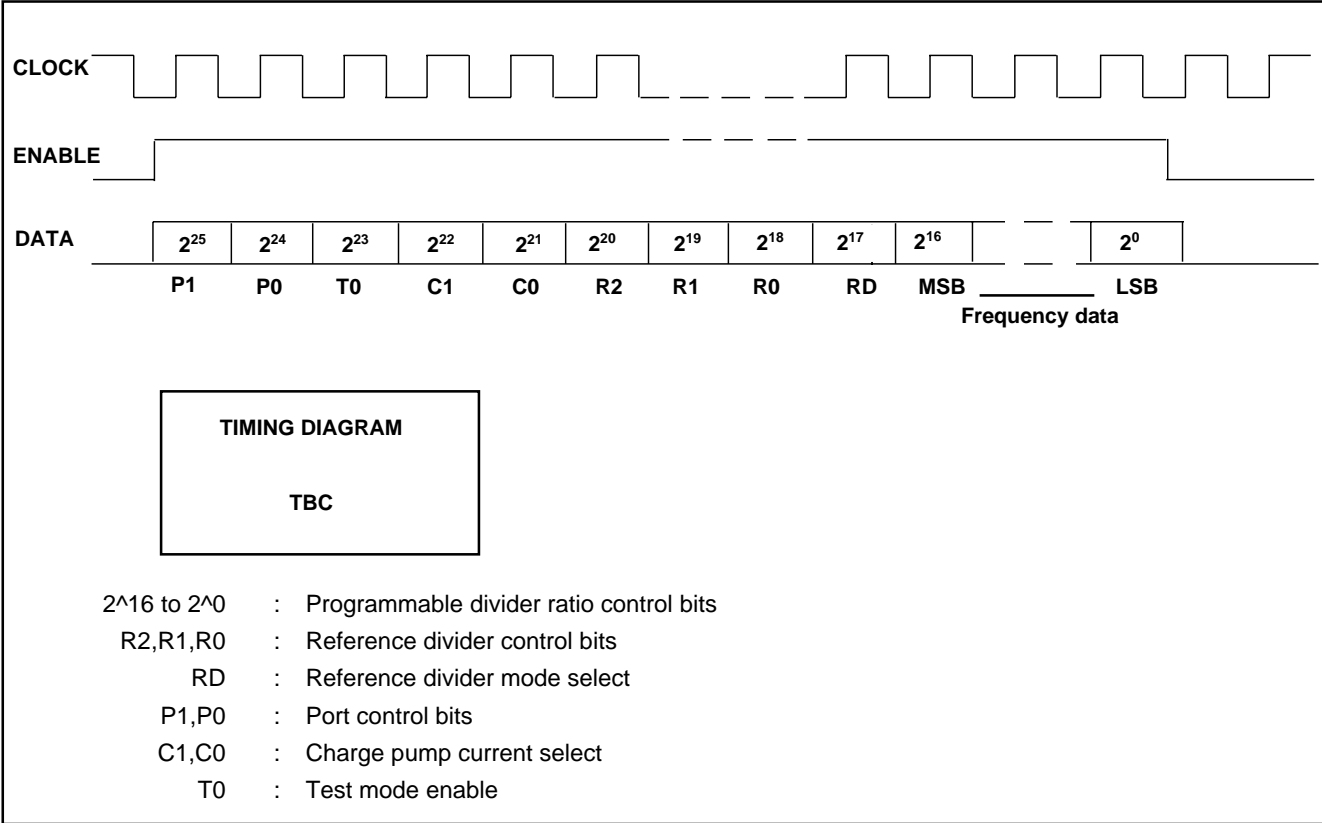 CLOCK
ENABLE
DATA 2^25 2^24 2^23 2^22 2^21 2^20 2^19 2^18 2^17 2^16 2^0
P1 P0 T0 C1 C0 R2 R1 R0 RD MSB LSB
Frequency data
TIMING DIAGRAM
TBC
2^16 to 2^0 : Programmable divider ratio control bits
R2,R1,R0 : Reference divider control bits
RD : Reference divider mode select
P1,P0 : Port control bits
C1,C0 : Charge pump current select
T0 : Test mode enable